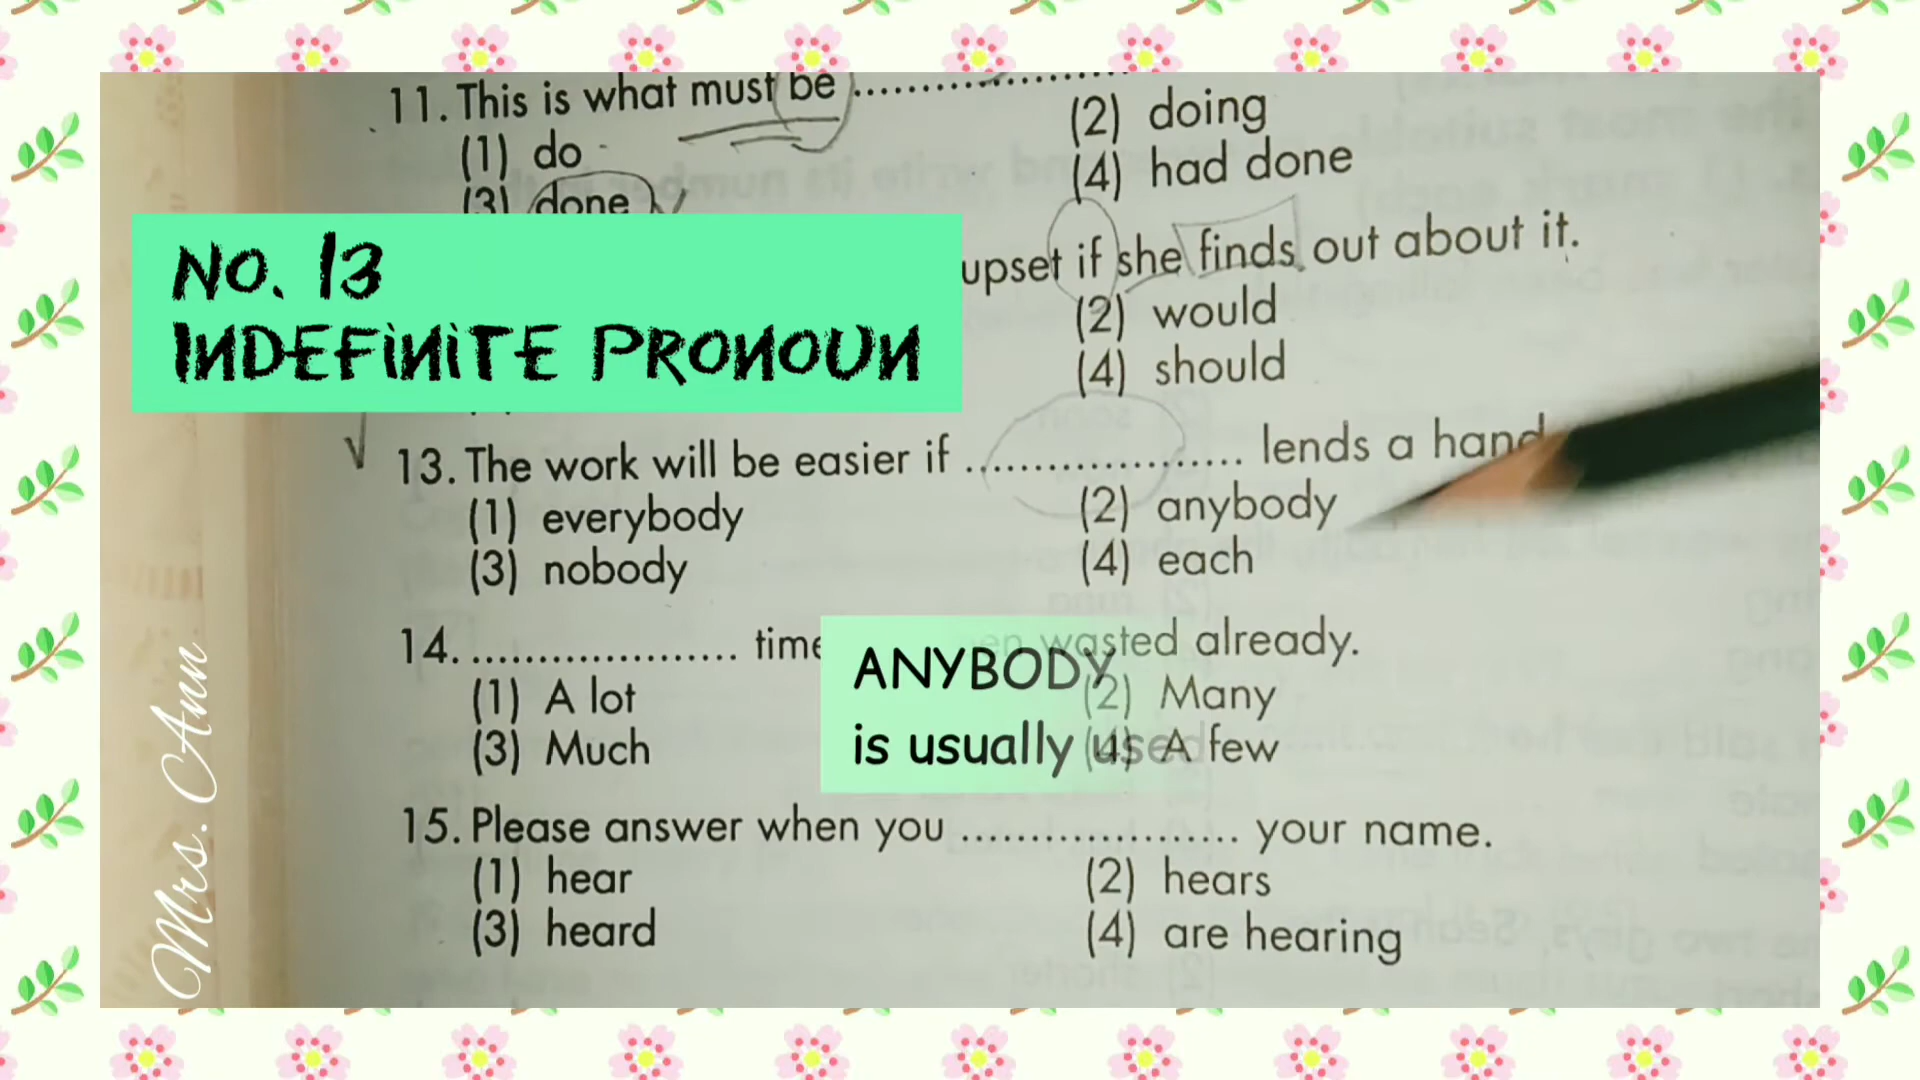 11. This is what must be ....................
(1) do
(2) doing
(3) done
(4) had done
No. 13
INDEFINITE PRONOUN
upset if she finds out about it.
(2) would
(4) should
13. The work will be easier if .................... lends a hand
(1) everybody
(2) anybody
(3) nobody
(4) each
14. .................... time wasted already.
(1) A lot
(2) Many
(3) Much
(4) A few
ANYBODY
is usually used
15. Please answer when you .................... your name.
(1) hear
(2) hears
(3) heard
(4) are hearing
Mrs. Ann